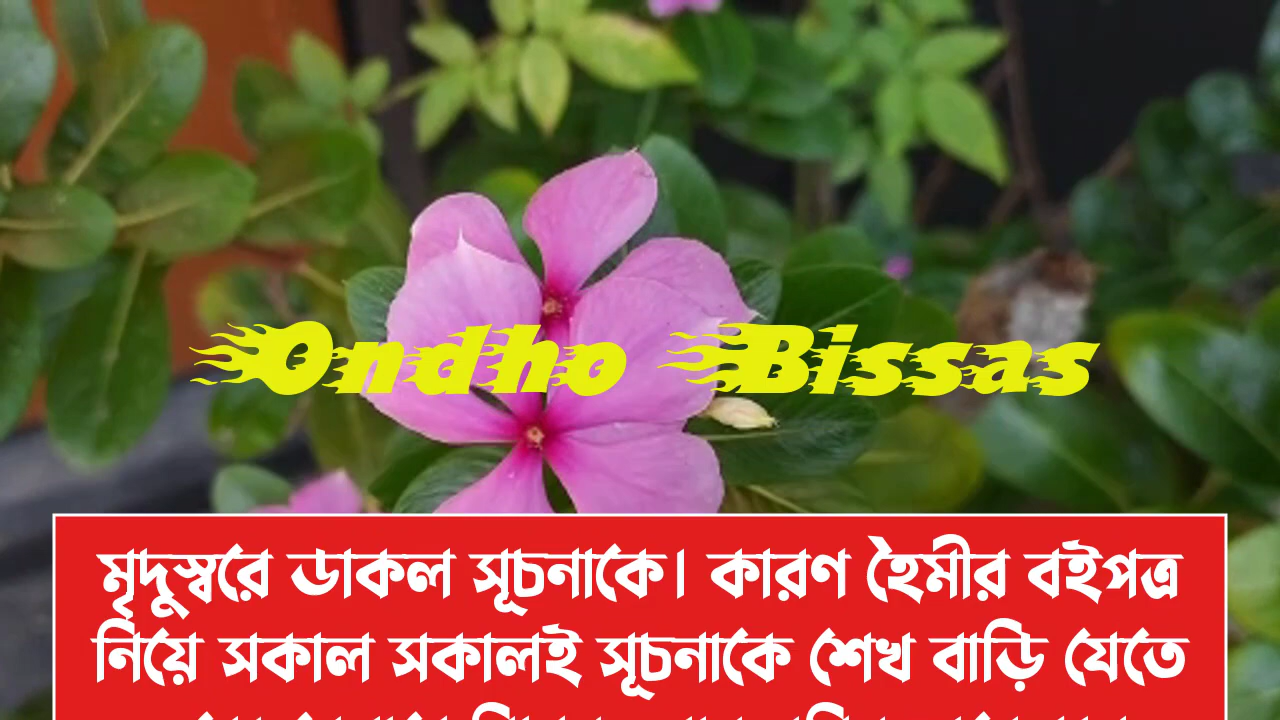 Ondho Bissas
মৃদুস্বরে ডাকল সূচনাকে। কারণ হৈমীর বইপত্র
নিয়ে সকাল সকালই সূচনাকে শেখ বাড়ি যেতে